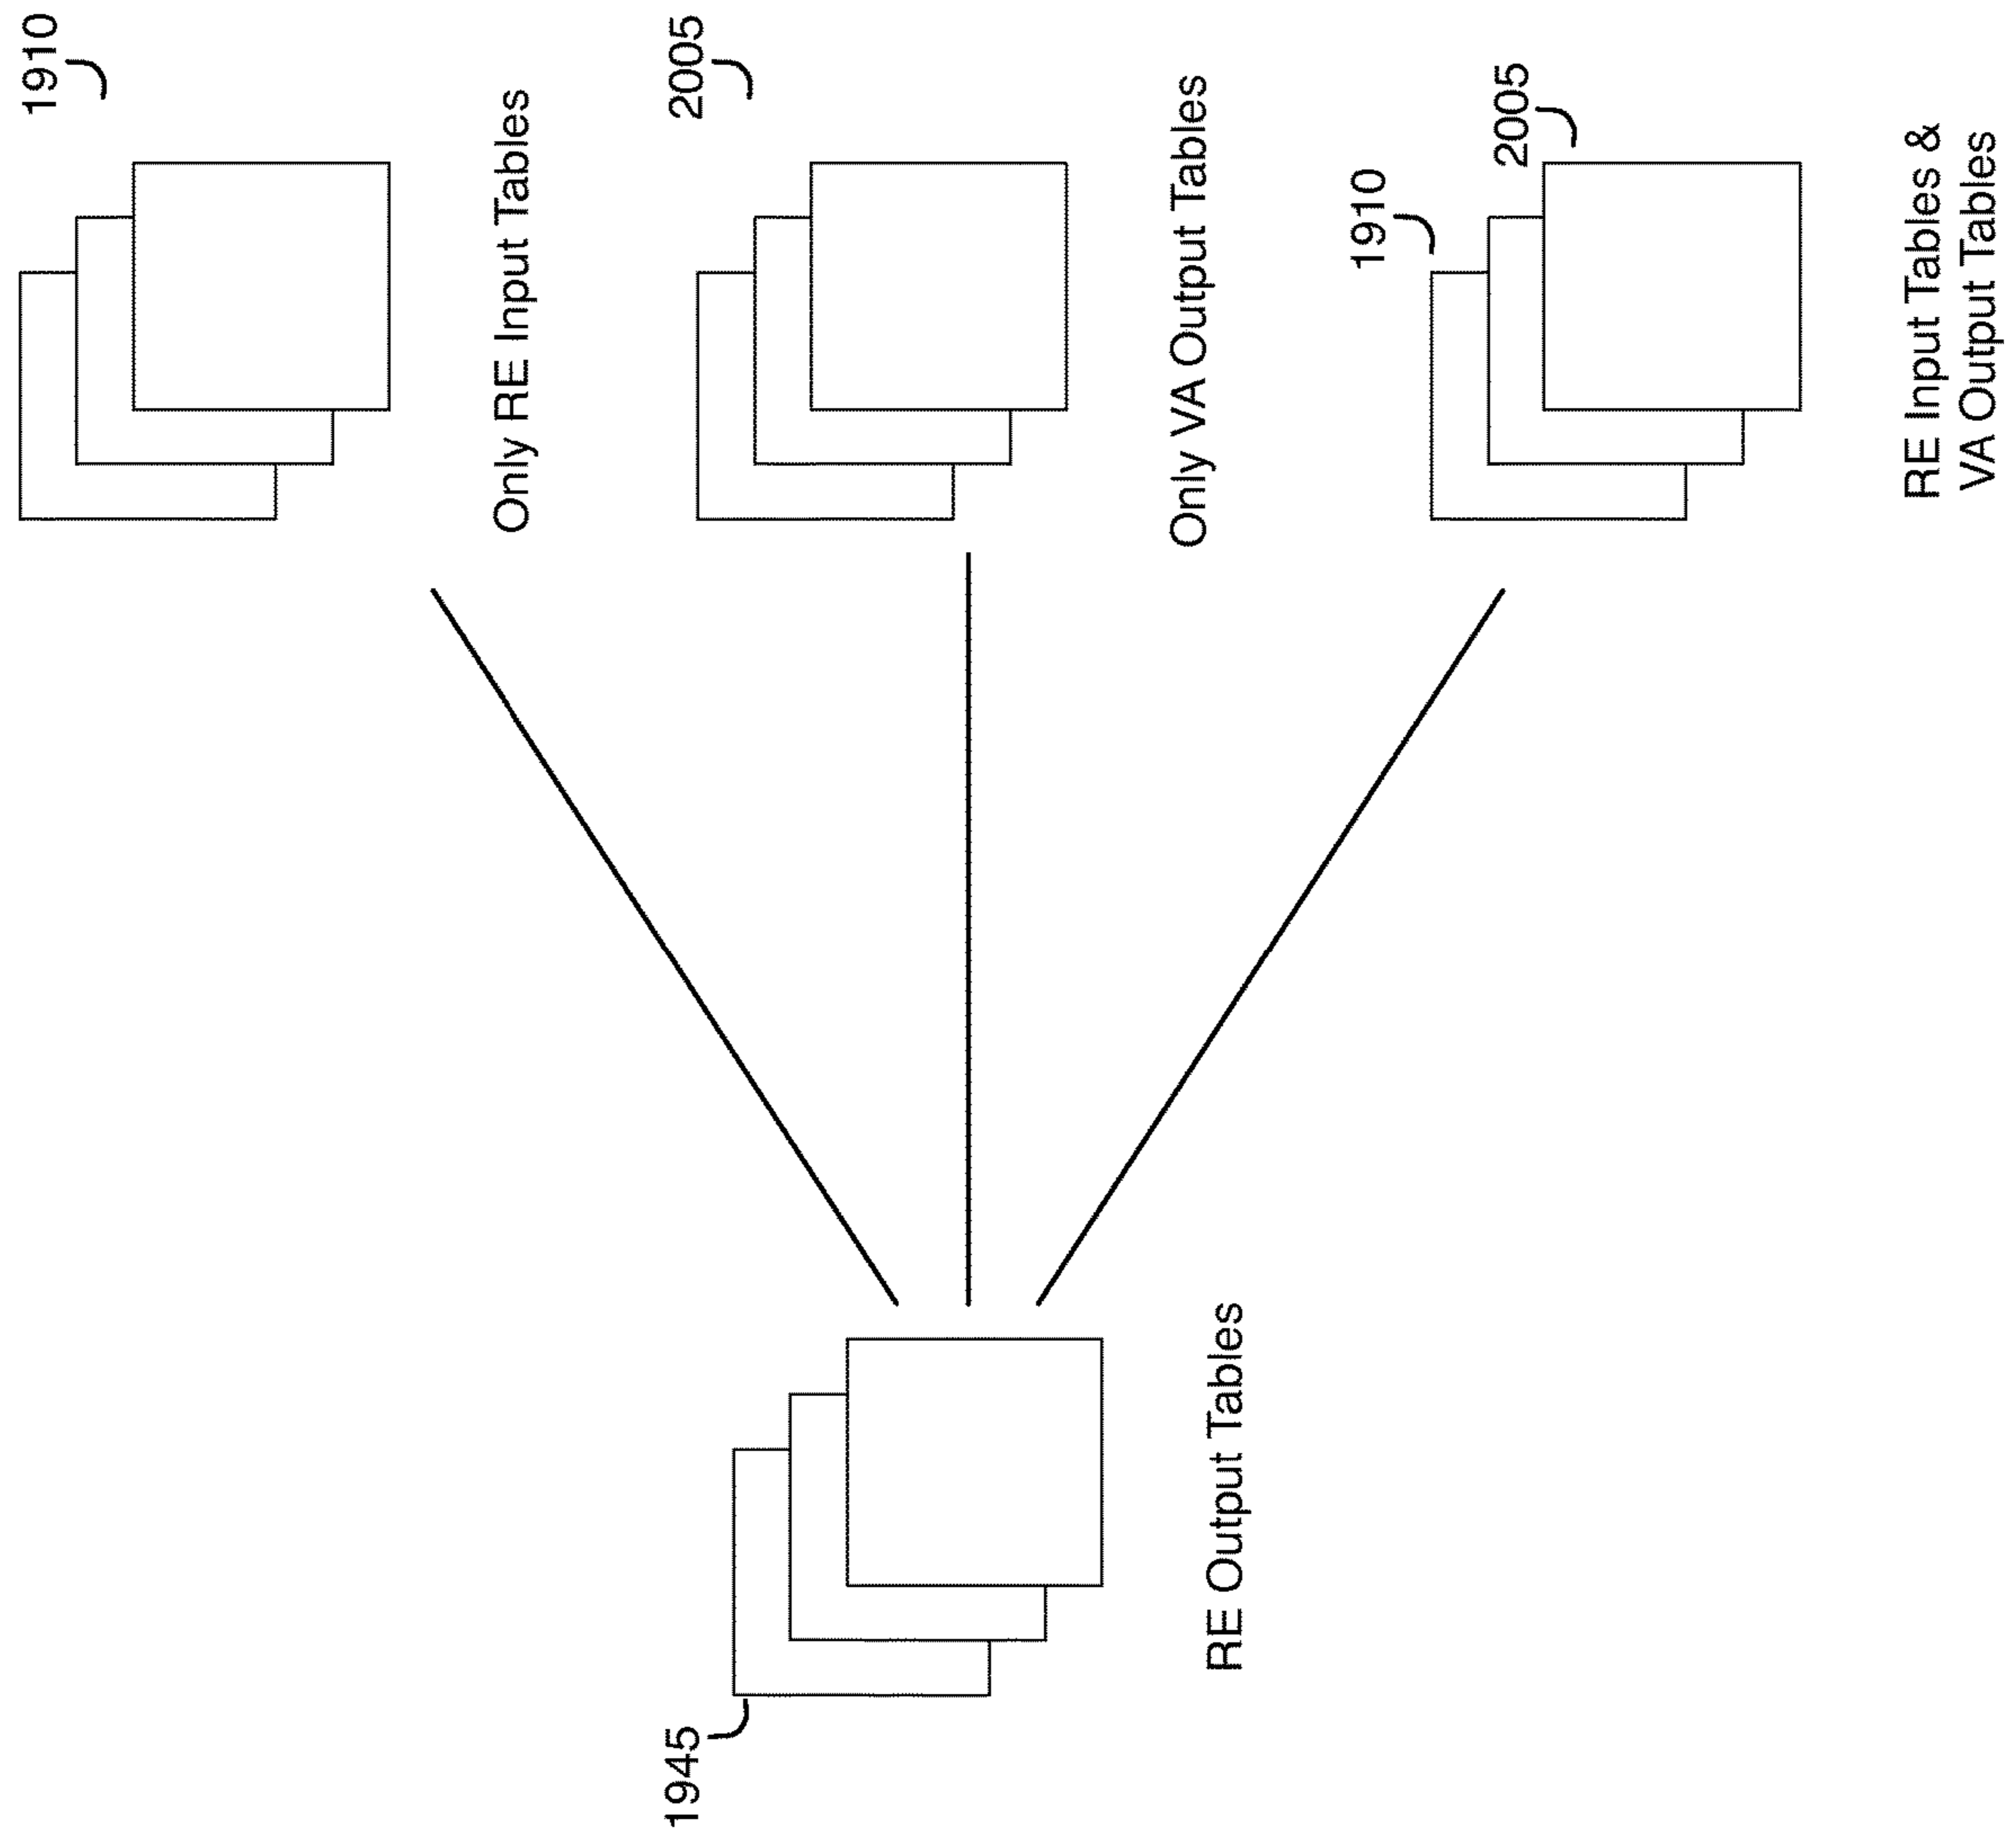 1945
RE Output Tables
1910
Only RE Input Tables
2005
Only VA Output Tables
1910
2005
RE Input Tables &
VA Output Tables